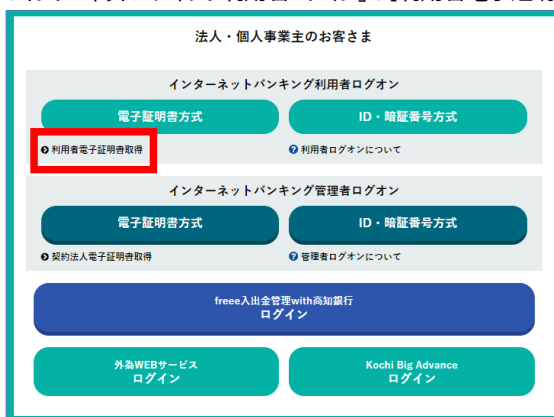 法人・個人事業主のお客さま
インターネットバンキング利用者ログオン
電子証明書方式
ID・暗証番号方式
利用者電子証明書取得
利用者ログオンについて
インターネットバンキング管理者ログオン
電子証明書方式
ID・暗証番号方式
契約法人電子証明書取得
管理者ログオンについて
freee入出金管理with高知銀行
ログイン
外為WEBサービス
ログイン
Kochi Big Advance
ログイン